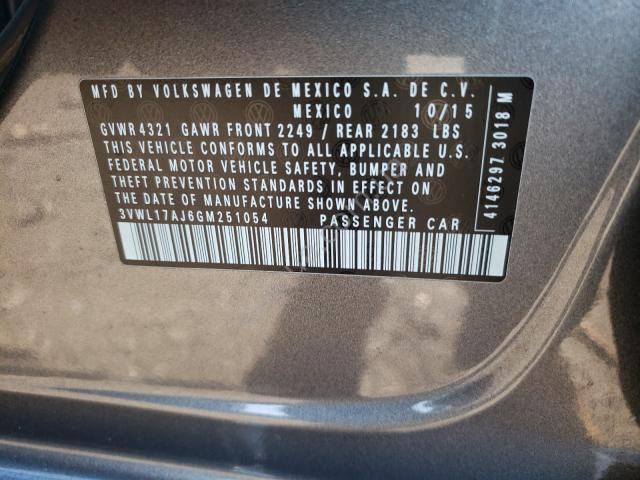 MFD BY VOLKSWAGEN DE MEXICO S.A. DE C.V.
MEXICO 10/15
GVWR 4321 GAWR FRONT 2249 / REAR 2183 LBS
THIS VEHICLE CONFORMS TO ALL APPLICABLE U.S.
FEDERAL MOTOR VEHICLE SAFETY, BUMPER AND
THEFT PREVENTION STANDARDS IN EFFECT ON
THE DATE OF MANUFACTURE SHOWN ABOVE
3VWL17AJ6GM251054 PASSENGER CAR
4146297 3018 M